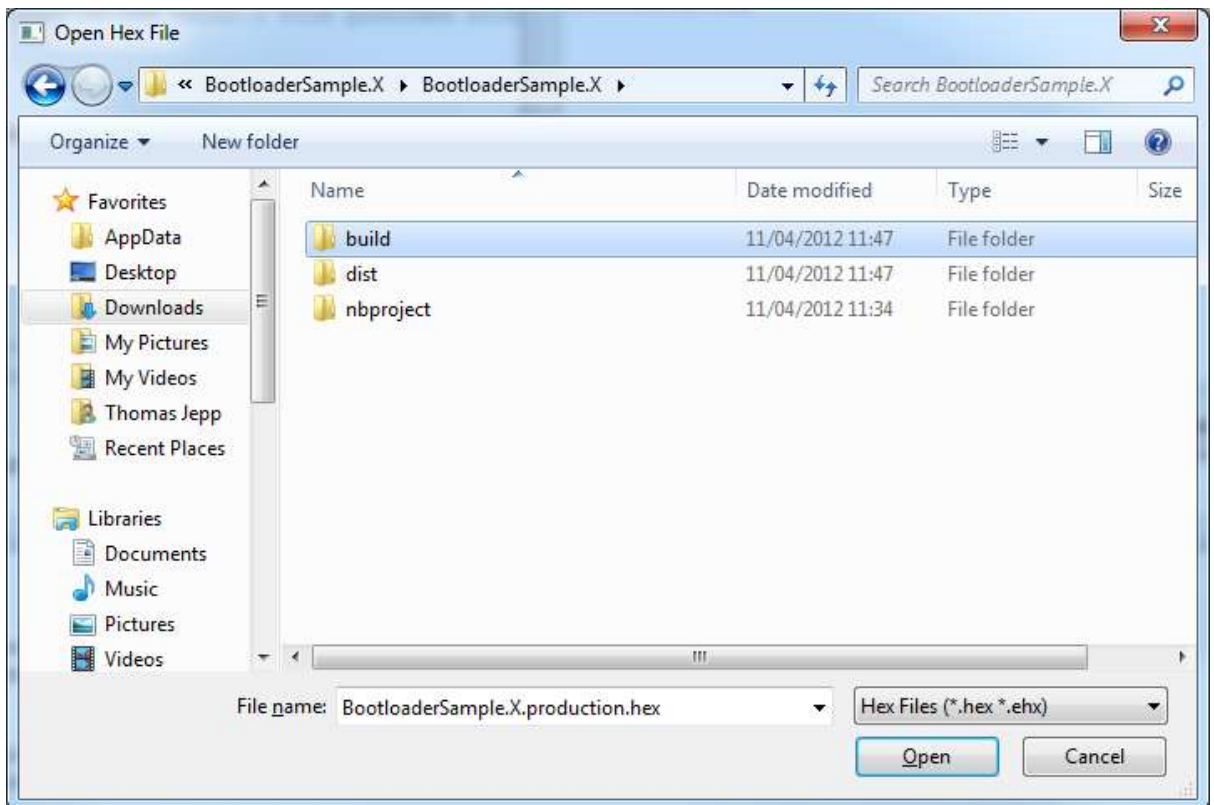 Open Hex File
« BootloaderSample.X ▸ BootloaderSample.X ▸ Search BootloaderSample.X
Organize ▾ New folder
Name Date modified Type Size
Favorites
AppData
Desktop
Downloads
My Pictures
My Videos
Thomas Jepp
Recent Places
Libraries
Documents
Music
Pictures
Videos
build 11/04/2012 11:47 File folder
dist 11/04/2012 11:47 File folder
nbproject 11/04/2012 11:34 File folder
File name: BootloaderSample.X.production.hex Hex Files (*.hex *.ehx)
Open Cancel